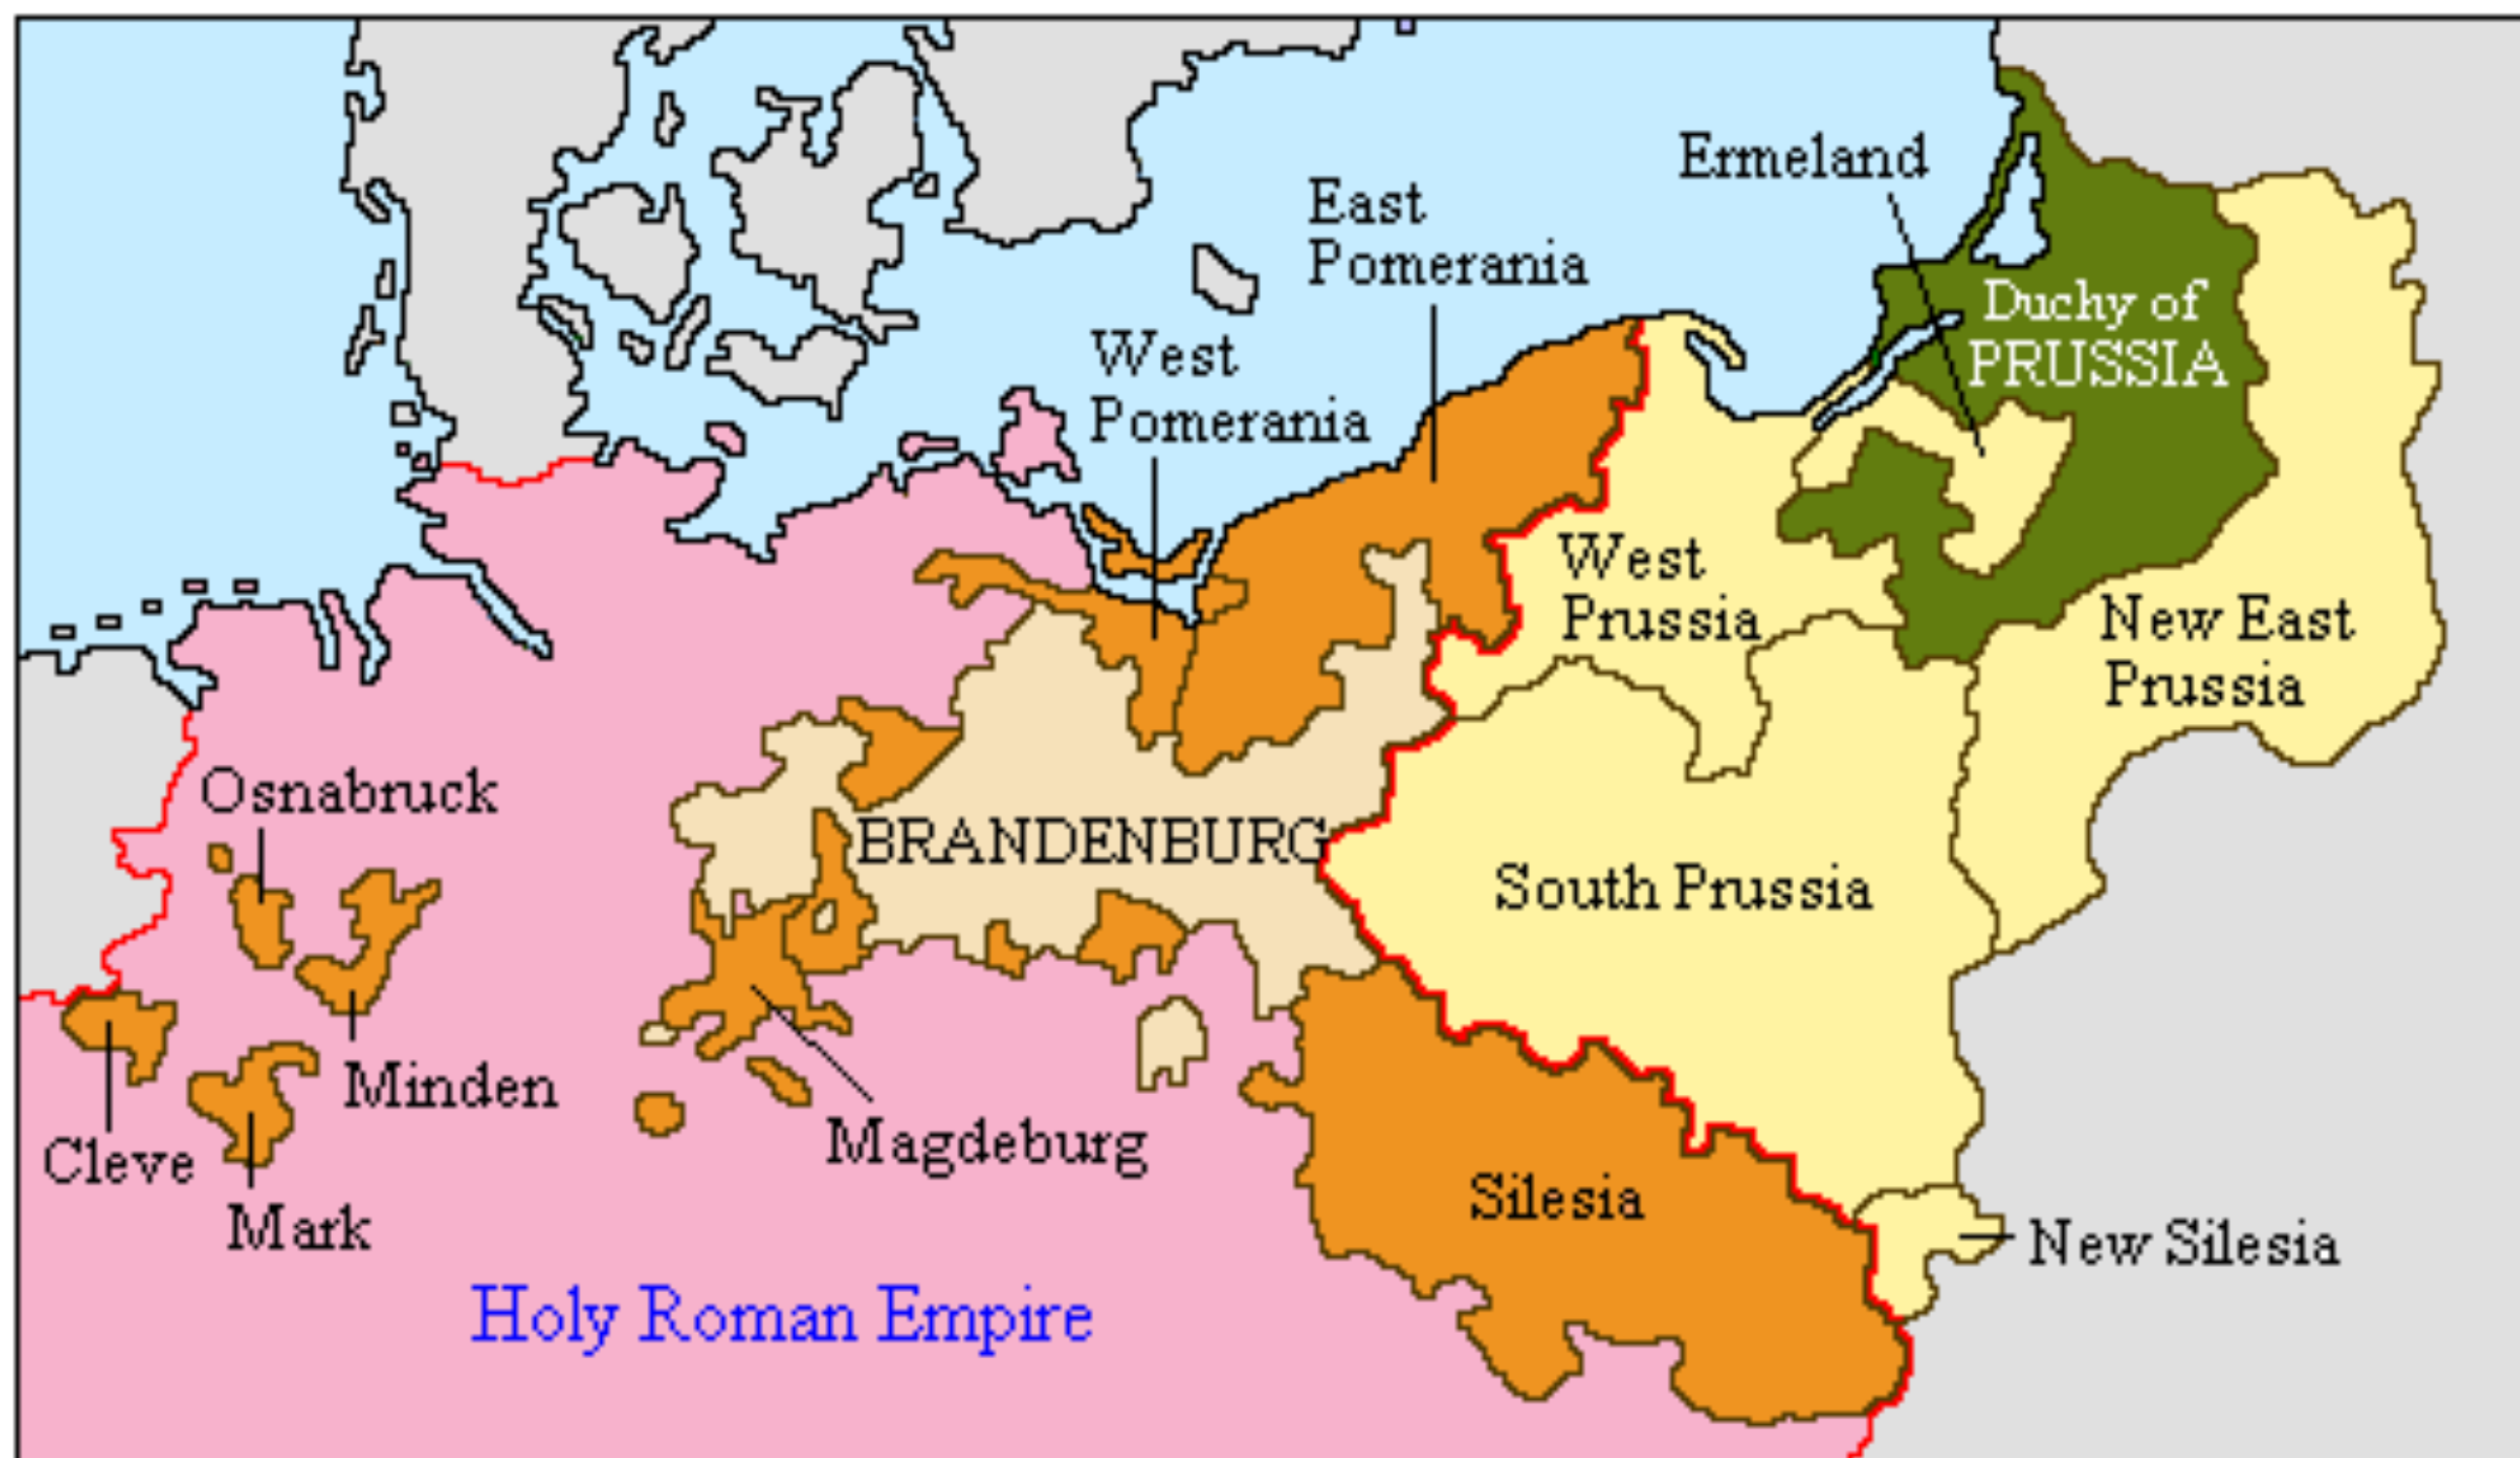 Ermeland
East
Pomerania
Duchy of
PRUSSIA
West
Pomerania
West
Prussia
New East
Prussia
Osnabruck
BRANDENBURG
South Prussia
Minden
Cleve
Magdeburg
Mark
Silesia
New Silesia
Holy Roman Empire